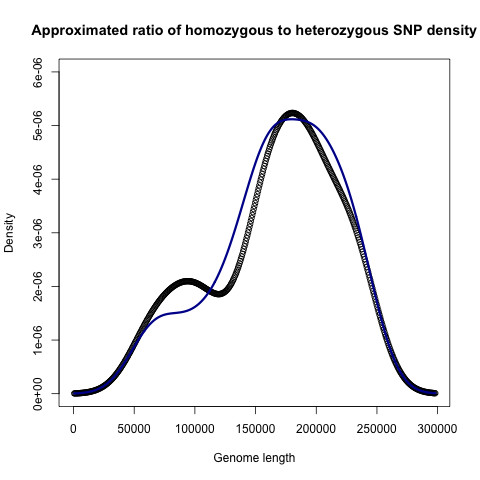 Approximated ratio of homozygous to heterozygous SNP density
6e-06
5e-06
4e-06
3e-06
2e-06
1e-06
0e+00
Density
0 50000 100000 150000 200000 250000 300000
Genome length